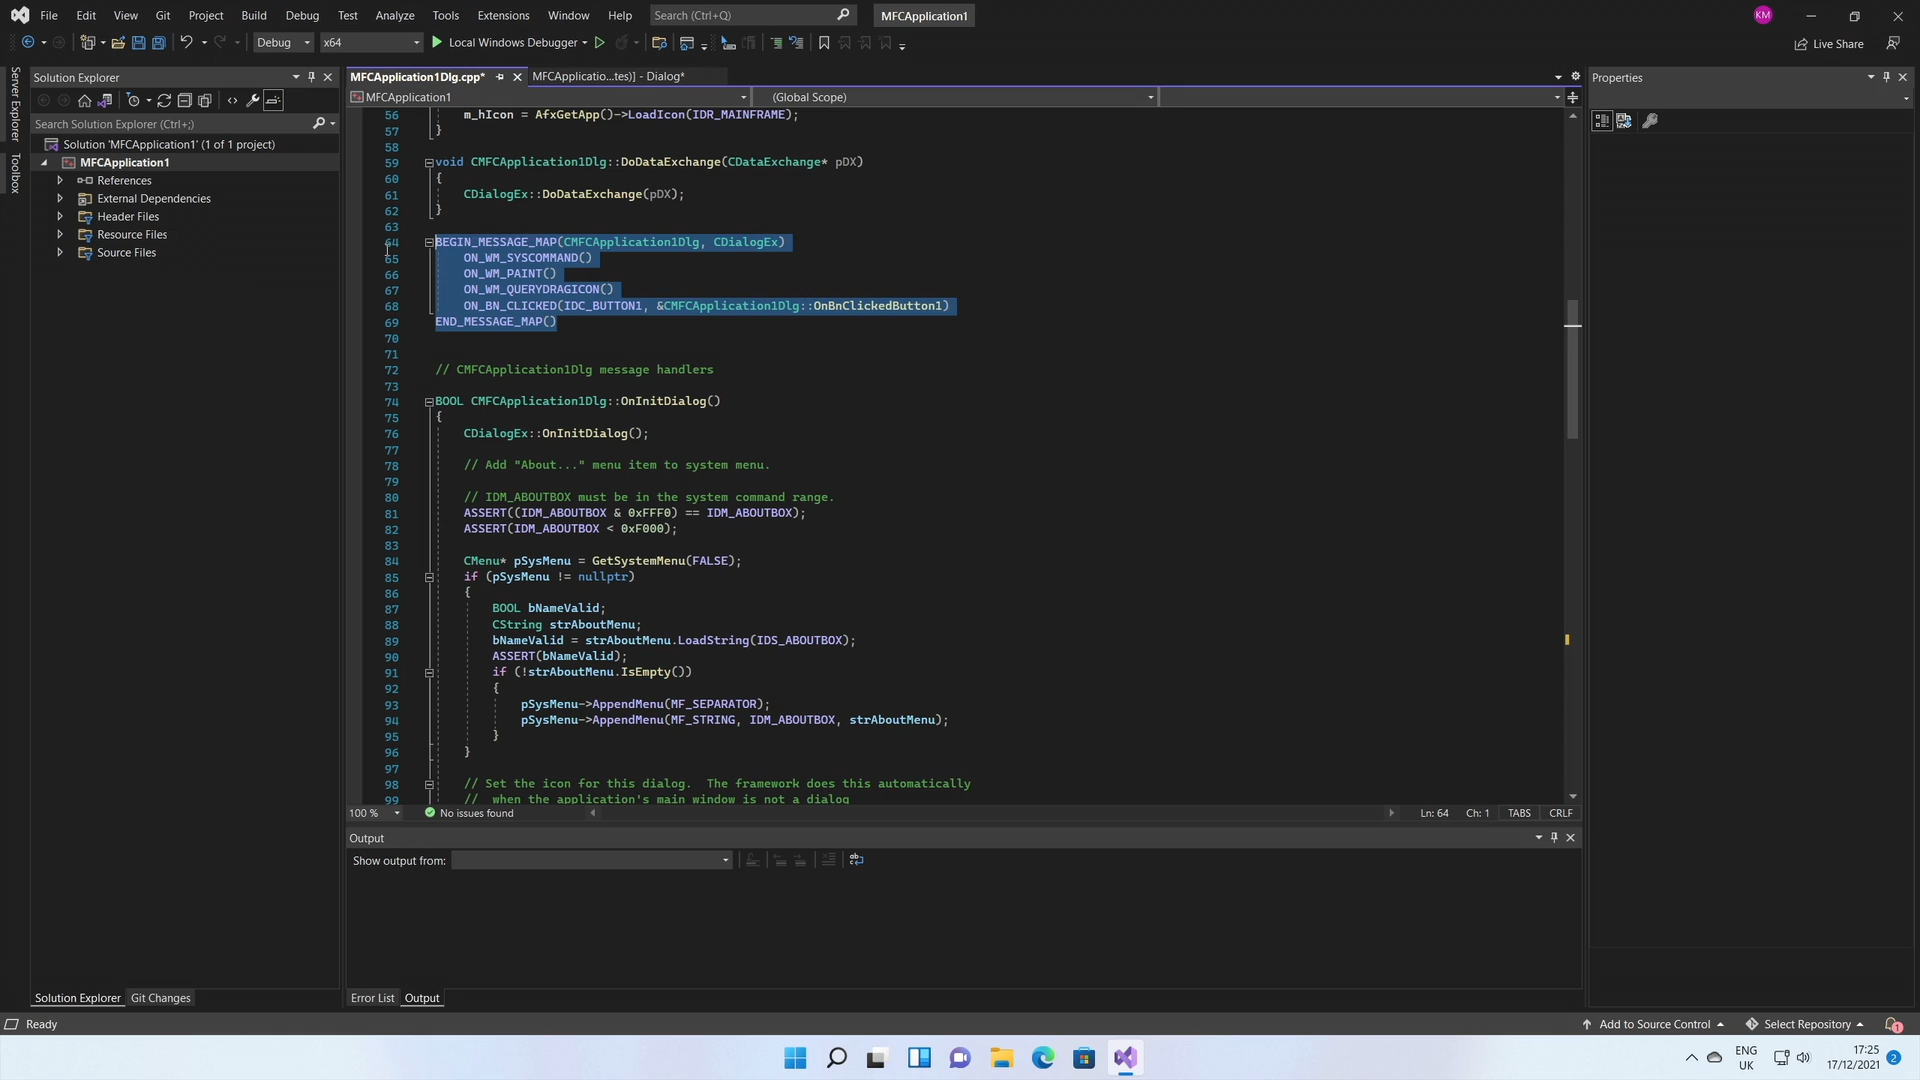 File Edit View Git Project Build Debug Test Analyze Tools Extensions Window Help Search (Ctrl+Q) MFCApplication1 KM
Debug x64 Local Windows Debugger Live Share
Server Explorer
Toolbox
Solution Explorer
Search Solution Explorer (Ctrl+;)
Solution 'MFCApplication1' (1 of 1 project)
MFCApplication1
References
External Dependencies
Header Files
Resource Files
Source Files
Solution Explorer Git Changes
MFCApplication1Dlg.cpp* MFCApplicatio...tes)] - Dialog*
MFCApplication1 (Global Scope)
56 m_hIcon = AfxGetApp()->LoadIcon(IDR_MAINFRAME);
57 }
58
59 void CMFCApplication1Dlg::DoDataExchange(CDataExchange* pDX)
60 {
61 CDialogEx::DoDataExchange(pDX);
62 }
63
64 BEGIN_MESSAGE_MAP(CMFCApplication1Dlg, CDialogEx)
65 ON_WM_SYSCOMMAND()
66 ON_WM_PAINT()
67 ON_WM_QUERYDRAGICON()
68 ON_BN_CLICKED(IDC_BUTTON1, &CMFCApplication1Dlg::OnBnClickedButton1)
69 END_MESSAGE_MAP()
70
71
72 // CMFCApplication1Dlg message handlers
73
74 BOOL CMFCApplication1Dlg::OnInitDialog()
75 {
76 CDialogEx::OnInitDialog();
77
78 // Add "About..." menu item to system menu.
79
80 // IDM_ABOUTBOX must be in the system command range.
81 ASSERT((IDM_ABOUTBOX & 0xFFF0) == IDM_ABOUTBOX);
82 ASSERT(IDM_ABOUTBOX < 0xF000);
83
84 CMenu* pSysMenu = GetSystemMenu(FALSE);
85 if (pSysMenu != nullptr)
86 {
87 BOOL bNameValid;
88 CString strAboutMenu;
89 bNameValid = strAboutMenu.LoadString(IDS_ABOUTBOX);
90 ASSERT(bNameValid);
91 if (!strAboutMenu.IsEmpty())
92 {
93 pSysMenu->AppendMenu(MF_SEPARATOR);
94 pSysMenu->AppendMenu(MF_STRING, IDM_ABOUTBOX, strAboutMenu);
95 }
96 }
97
98 // Set the icon for this dialog.  The framework does this automatically
99 //  when the application's main window is not a dialog
100 % No issues found Ln: 64 Ch: 1 TABS CRLF
Output
Show output from:
Error List Output
Properties
Ready Add to Source Control Select Repository 1
ENG
UK
17:25
17/12/2021
2